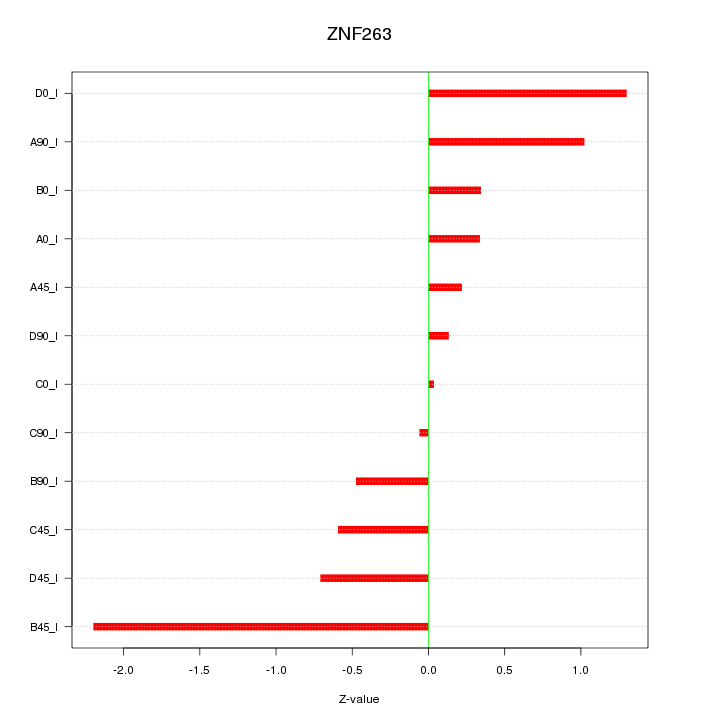 ZNF263
D0_I
A90_I
B0_I
A0_I
A45_I
D90_I
C0_I
C90_I
B90_I
C45_I
D45_I
B45_I
-2.0 -1.5 -1.0 -0.5 0.0 0.5 1.0
Z-value